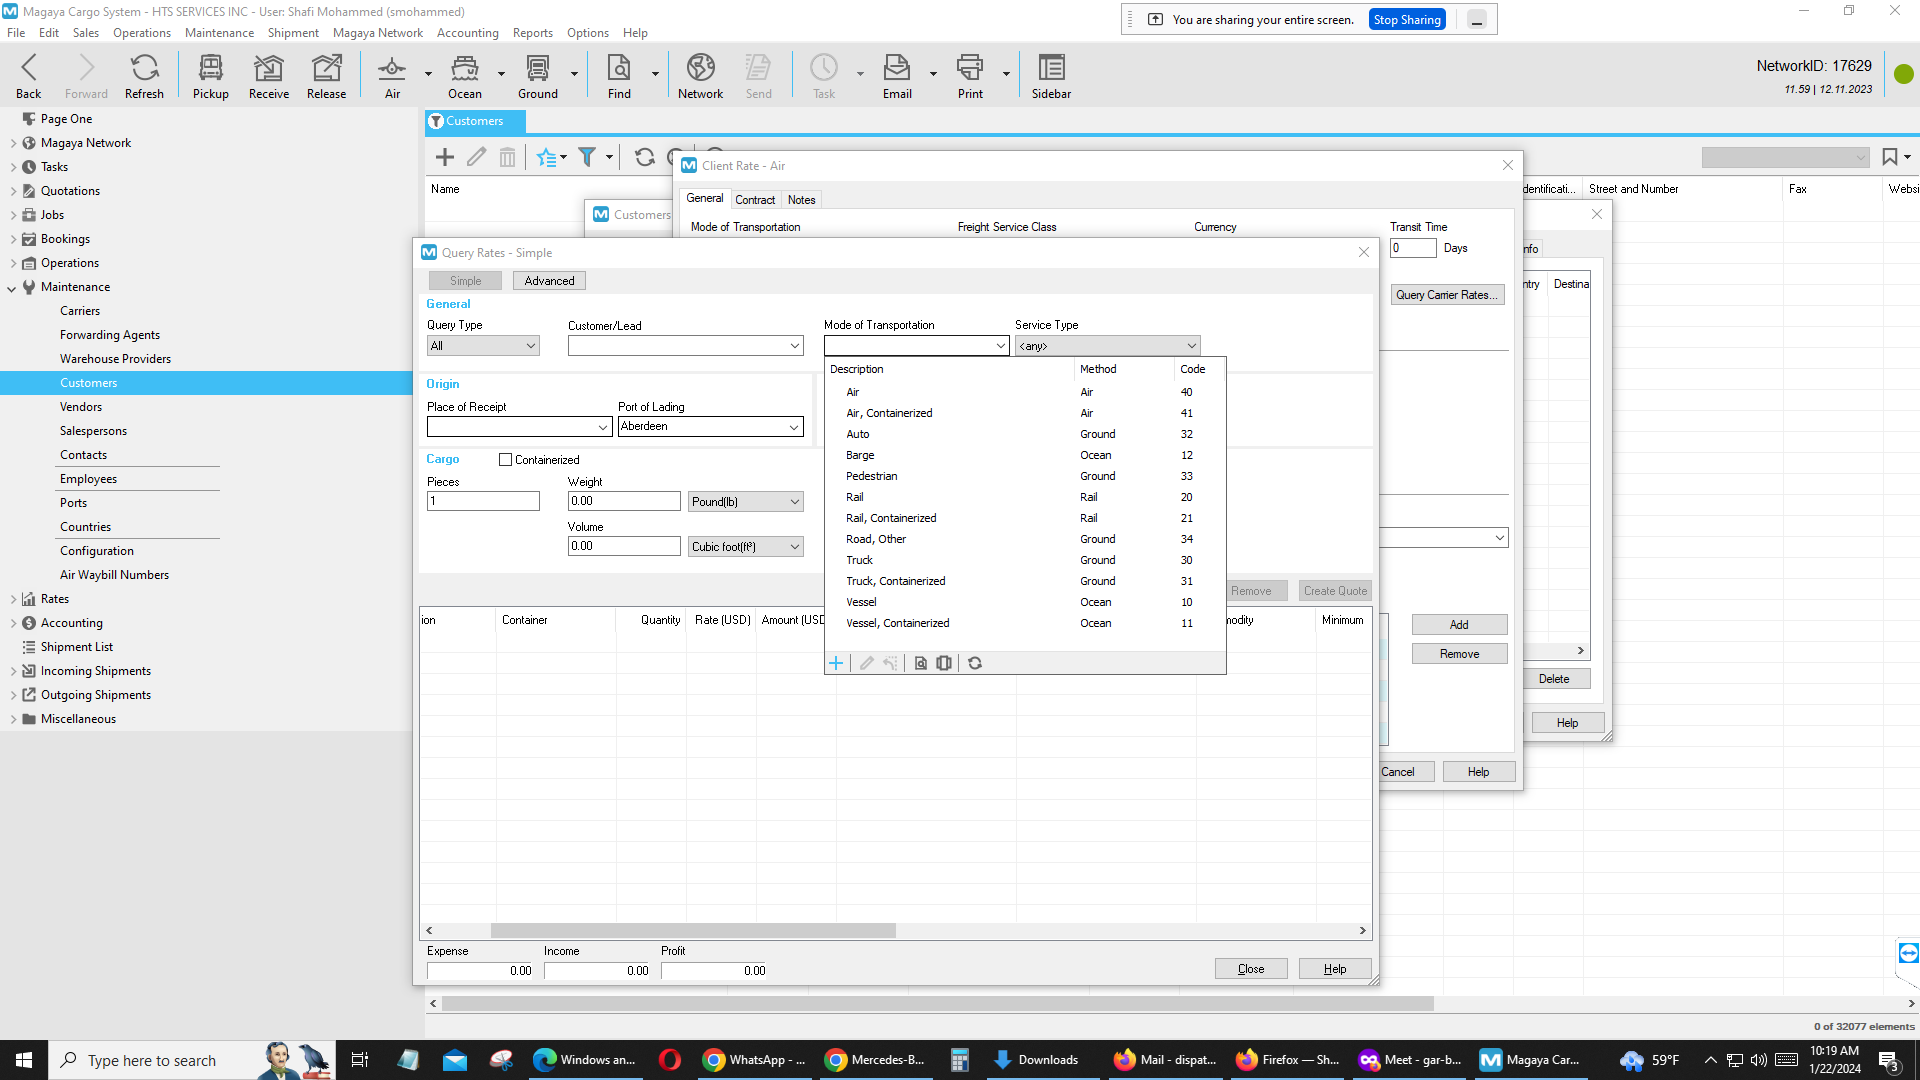 Magaya Cargo System - HTS SERVICES INC - User: Shafi Mohammed (smohammed)
You are sharing your entire screen.
Stop Sharing
File Edit Sales Operations Maintenance Shipment Magaya Network Accounting Reports Options Help
Back Forward Refresh Pickup Receive Release Air Ocean Ground Find Network Send Task Email Print Sidebar
NetworkID: 17629
11.59 | 12.11.2023
Page One
Magaya Network
Tasks
Quotations
Jobs
Bookings
Operations
Maintenance
Carriers
Forwarding Agents
Warehouse Providers
Customers
Vendors
Salespersons
Contacts
Employees
Ports
Countries
Configuration
Air Waybill Numbers
Rates
Accounting
Shipment List
Incoming Shipments
Outgoing Shipments
Miscellaneous
Customers
Name
dentificati... Street and Number Fax Websi
Customers
nfo
ntry Destina
Delete
Help
Client Rate - Air
General Contract Notes
Mode of Transportation Freight Service Class Currency Transit Time
0 Days
Query Carrier Rates...
Add
Remove
Cancel Help
Query Rates - Simple
Simple Advanced
General
Query Type Customer/Lead Mode of Transportation Service Type
All <any>
Origin
Place of Receipt Port of Lading
Aberdeen
Cargo Containerized
Pieces Weight
1 0.00 Pound(lb)
Volume
0.00 Cubic foot(ft³)
Description Method Code
Air Air 40
Air, Containerized Air 41
Auto Ground 32
Barge Ocean 12
Pedestrian Ground 33
Rail Rail 20
Rail, Containerized Rail 21
Road, Other Ground 34
Truck Ground 30
Truck, Containerized Ground 31
Vessel Ocean 10
Vessel, Containerized Ocean 11
Remove Create Quote
ion Container Quantity Rate (USD) Amount (USD modity Minimum
Expense Income Profit
0.00 0.00 0.00
Close Help
0 of 32077 elements
Type here to search
Windows an...
WhatsApp - ...
Mercedes-B...
Downloads
Mail - dispat...
Firefox — Sh...
Meet - gar-b...
Magaya Car...
59°F
10:19 AM
1/22/2024
3